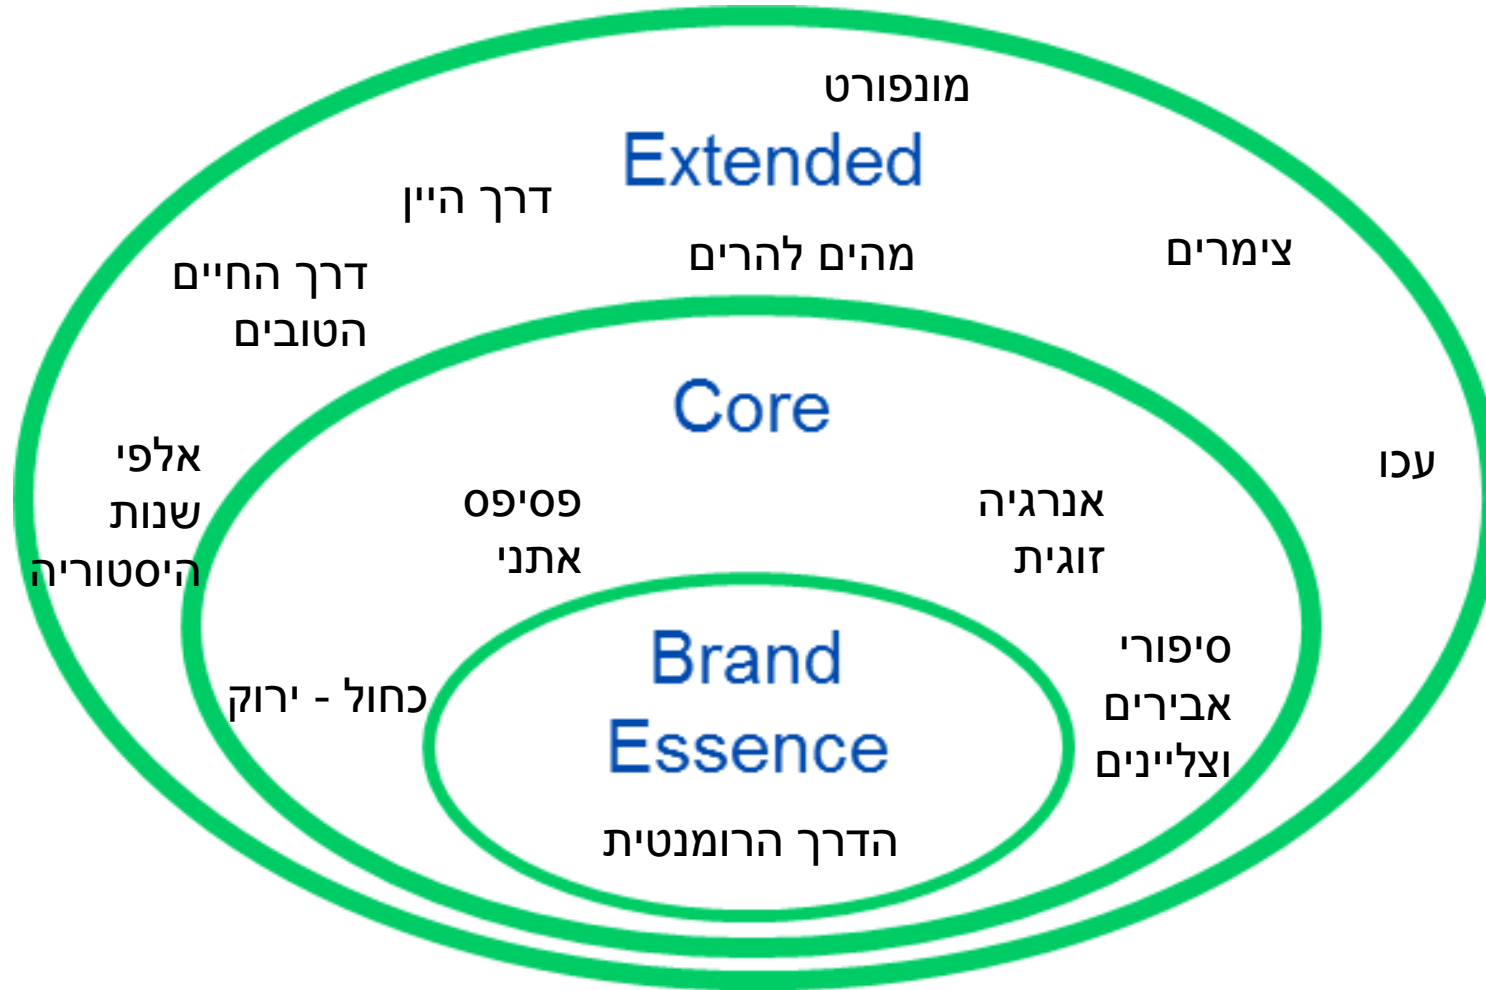 מונפורט
Extended
דרך היין
מהים להרים
צימרים
דרך החיים
הטובים
Core
אלפי
שנות
היסטוריה
עכו
פסיפס
אתני
אנרגיה
זוגית
Brand
Essence
סיפורי
אבירים
וצליינים
כחול - ירוק
הדרך הרומנטית